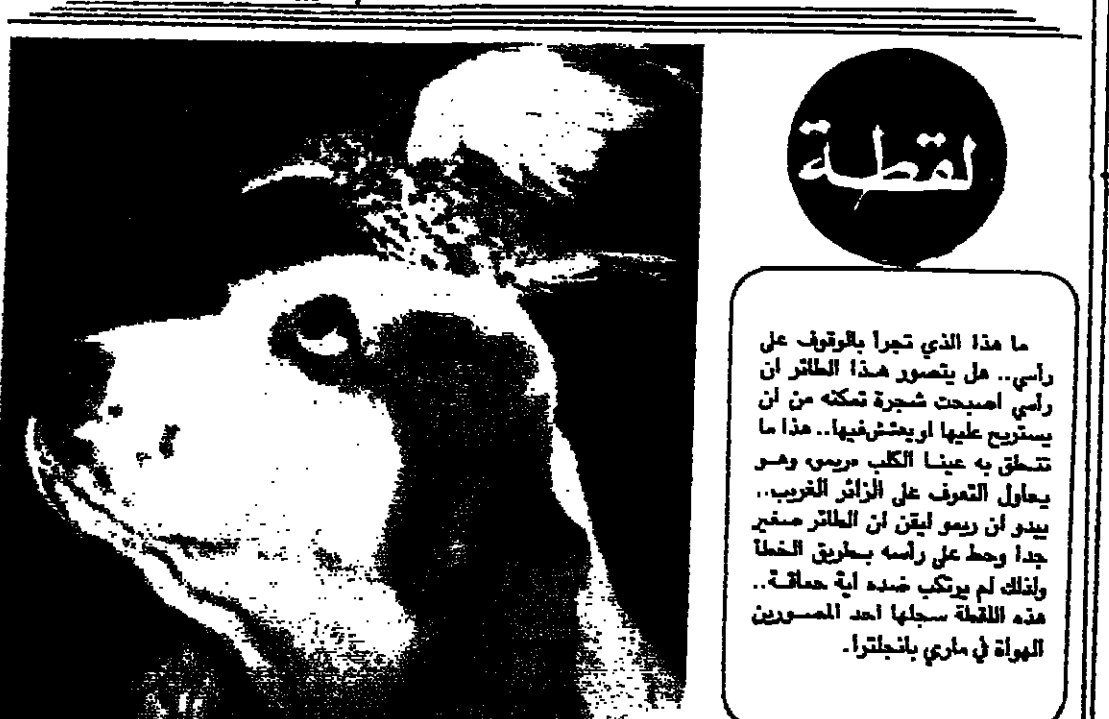 لقطة
ما هذا الذي تجرأ بالوقوف على
رأسي.. هل يتصور هذا الطائر ان
رأسي اصبحت شجرة تمكنه من ان
يستريح عليها او يعشش فيها.. هذا ما
تنطق به عينا الكلب «ريمو» وهو
يحاول التعرف على الزائر الغريب..
يبدو ان ريمو ايقن ان الطائر صغير
جدا وحط على رأسه بطريق الخطأ
ولذلك لم يرتكب ضده اية حماقة..
هذه اللقطة سجلها احد المصورين
الهواة في ماري بانجلترا.